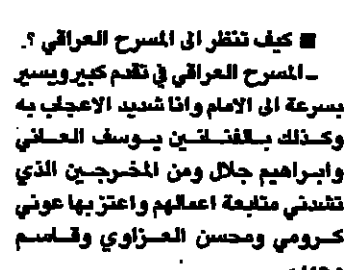 ■ كيف تنظر الى المسرح العراقي ؟.
ـ المسرح العراقي في تقدم كبير ويسير
بسرعة الى الامام وانا شديد الاعجاب به
وكذلك بالفنانين يوسف العاني
وابراهيم جلال ومن المخرجين الذي
تشدني متابعة اعمالهم واعتز بها عوني
كرومي ومحسن العزاوي وقاسم